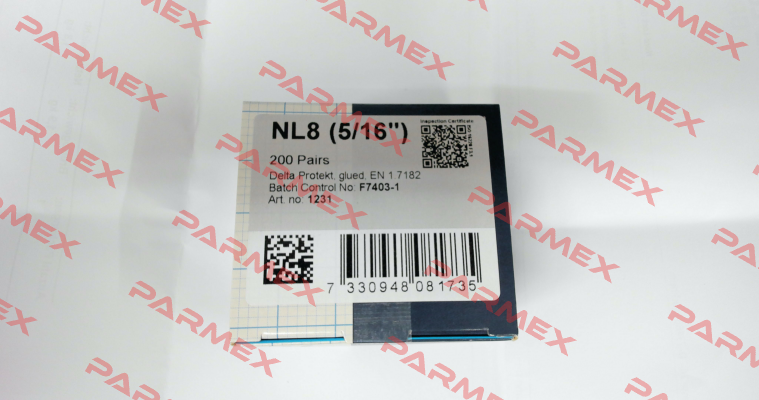 NL8 (5/16")
Inspection Certificate
200 Pairs
Delta Protekt. glued. EN 1.7182
Batch Control No. F7403-1
Art. no. 1231
7 330948 081735
PARMEX